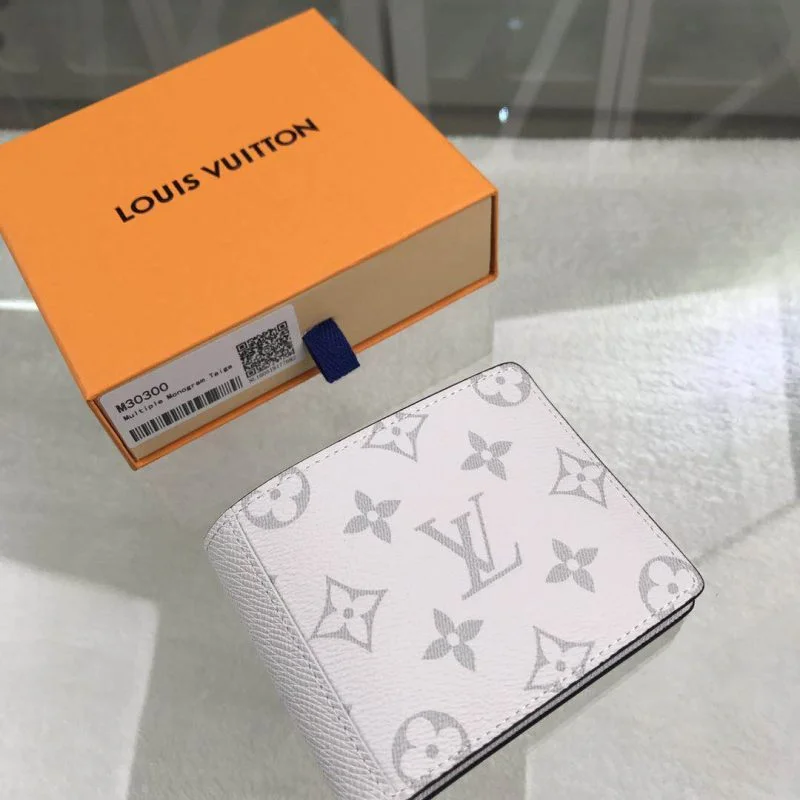 LOUIS VUITTON
M30300
Multiple Monogram Taiga
LV